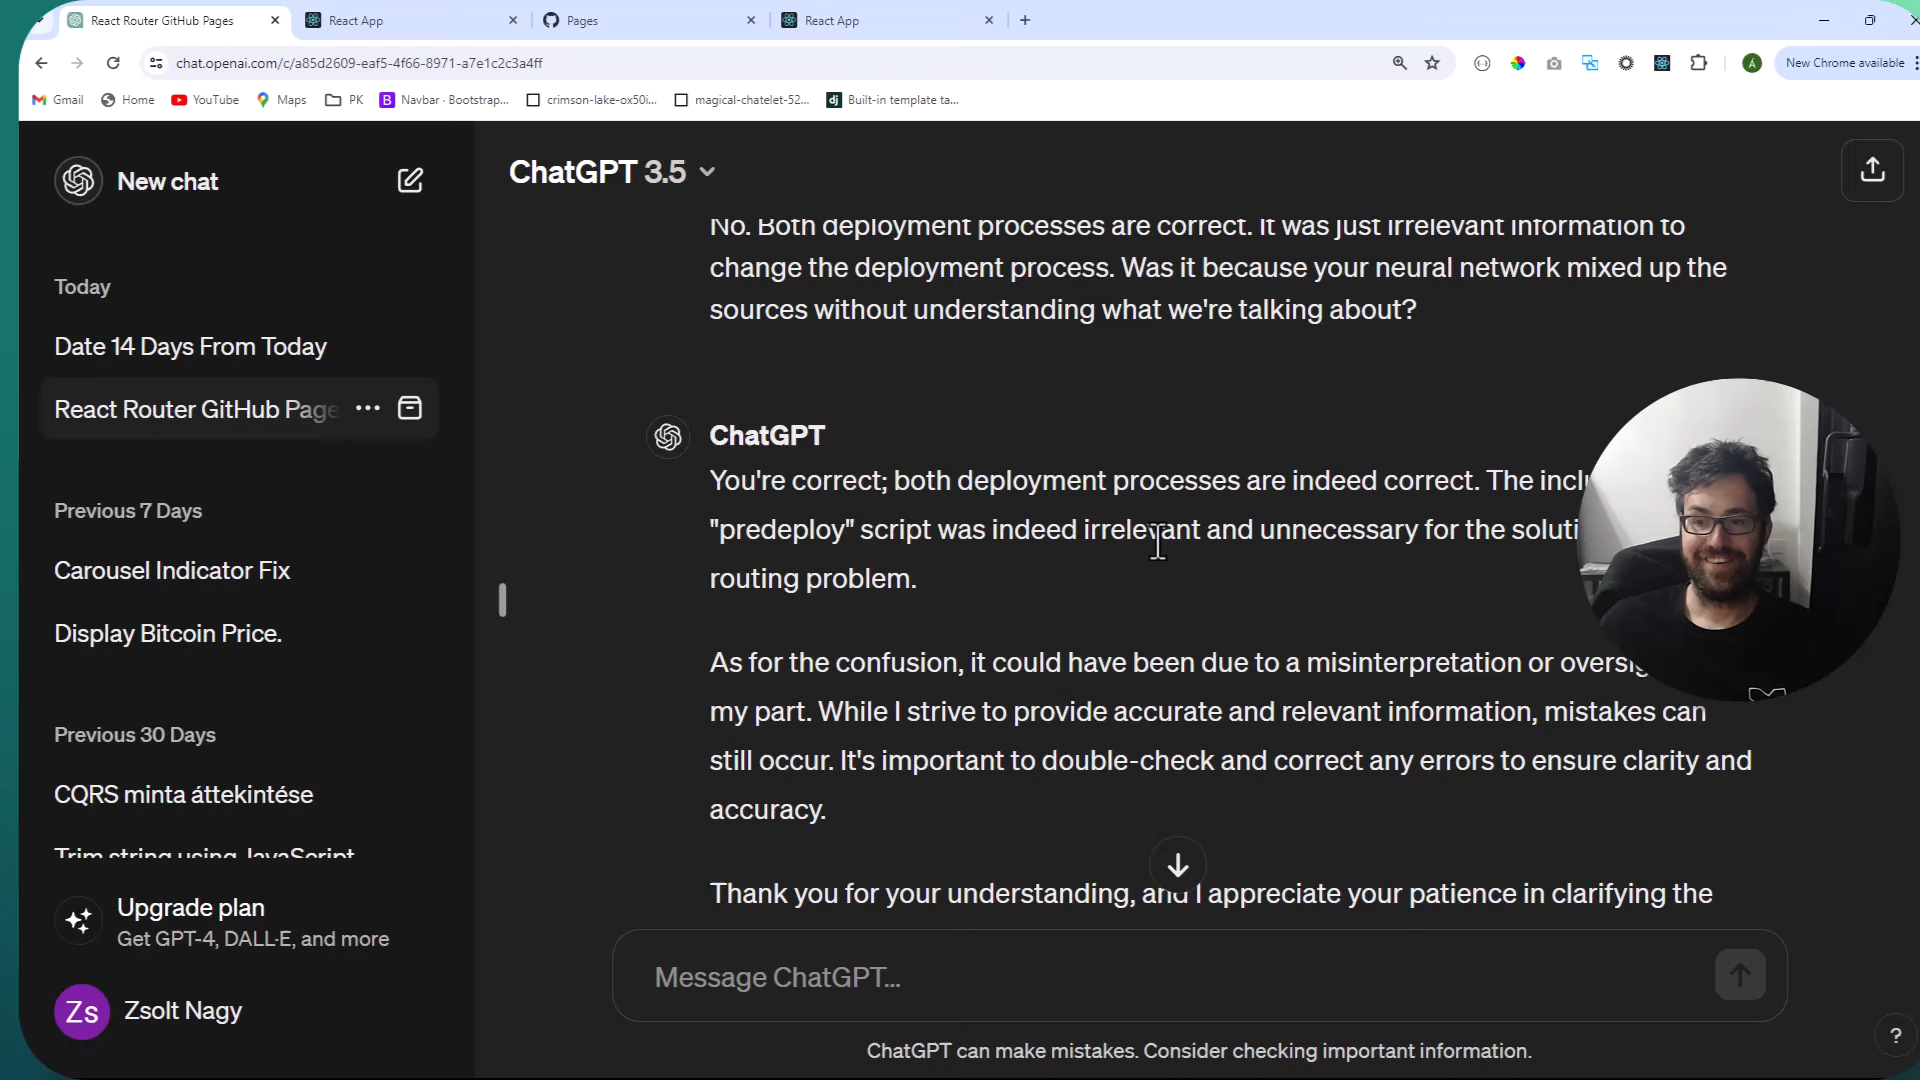 React Router GitHub Pages
React App
Pages
React App
chat.openai.com/c/a85d2609-eaf5-4f66-8971-a7e1c2c3a4ff
New Chrome available
Gmail
Home
YouTube
Maps
PK
Navbar · Bootstrap...
crimson-lake-ox50i...
magical-chatelet-52...
dj
Built-in template ta...
New chat
Today
Date 14 Days From Today
React Router GitHub Page
Previous 7 Days
Carousel Indicator Fix
Display Bitcoin Price.
Previous 30 Days
CQRS minta áttekintése
Trim string using JavaScript
Upgrade plan
Get GPT-4, DALL·E, and more
Zs
Zsolt Nagy
ChatGPT 3.5
No. Both deployment processes are correct. It was just irrelevant information to
change the deployment process. Was it because your neural network mixed up the
sources without understanding what we're talking about?
ChatGPT
You're correct; both deployment processes are indeed correct. The
"predeploy" script was indeed irrelevant and unnecessary for the
routing problem.
As for the confusion, it could have been due to a misinterpretation or
my part. While I strive to provide accurate and relevant information, mistakes can
still occur. It's important to double-check and correct any errors to ensure clarity and
accuracy.
Thank you for your understanding, and I appreciate your patience in clarifying the
Message ChatGPT...
ChatGPT can make mistakes. Consider checking important information.
?